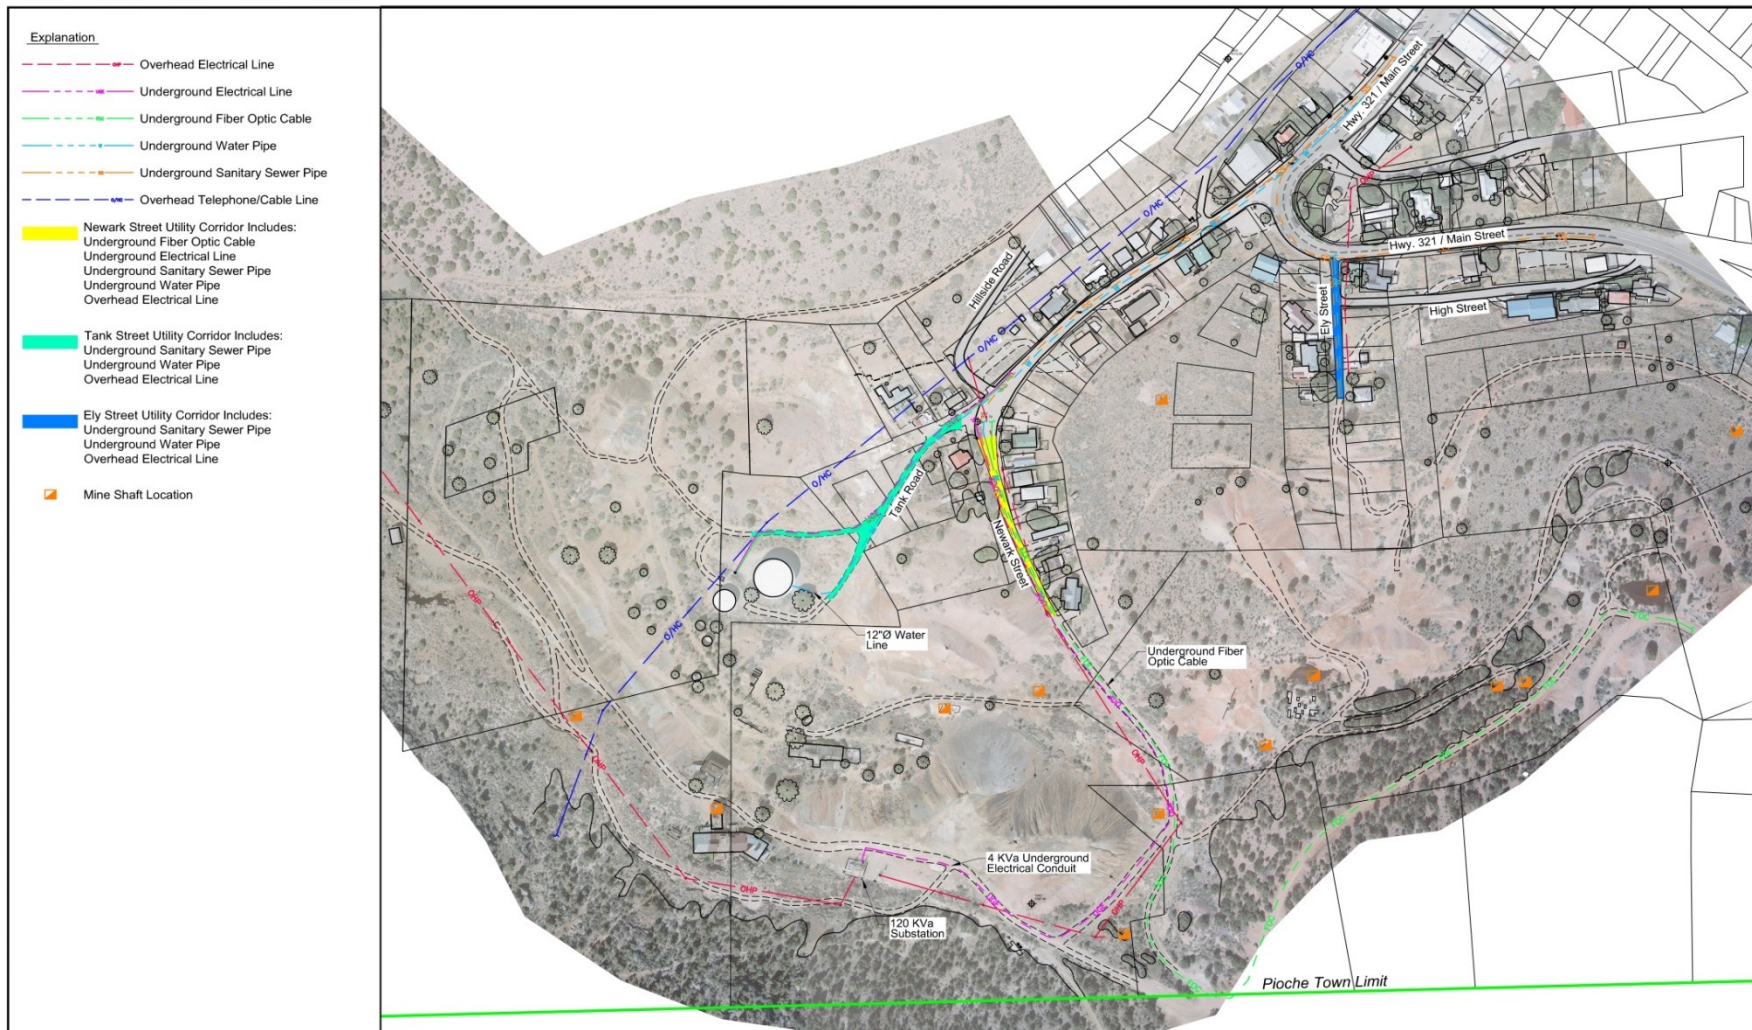 Explanation
Overhead Electrical Line
Underground Electrical Line
Underground Fiber Optic Cable
Underground Water Pipe
Underground Sanitary Sewer Pipe
Overhead Telephone/Cable Line
Newark Street Utility Corridor Includes:
Underground Fiber Optic Cable
Underground Electrical Line
Underground Sanitary Sewer Pipe
Underground Water Pipe
Overhead Electrical Line
Tank Street Utility Corridor Includes:
Underground Sanitary Sewer Pipe
Underground Water Pipe
Overhead Electrical Line
Ely Street Utility Corridor Includes:
Underground Sanitary Sewer Pipe
Underground Water Pipe
Overhead Electrical Line
Mine Shaft Location
O/HC
Hwy. 321 / Main Street
OHP
O/HC
Hwy. 321 / Main Street
Hillside Road
Ely Street
High Street
O/HC
O/HC
Tank Road
Newark Street
OHP
O/HC
12"Ø Water
Line
Underground Fiber
Optic Cable
OHP
OHP
4 KVa Underground
Electrical Conduit
OHP
OHP
120 KVa
Substation
Pioche Town Limit